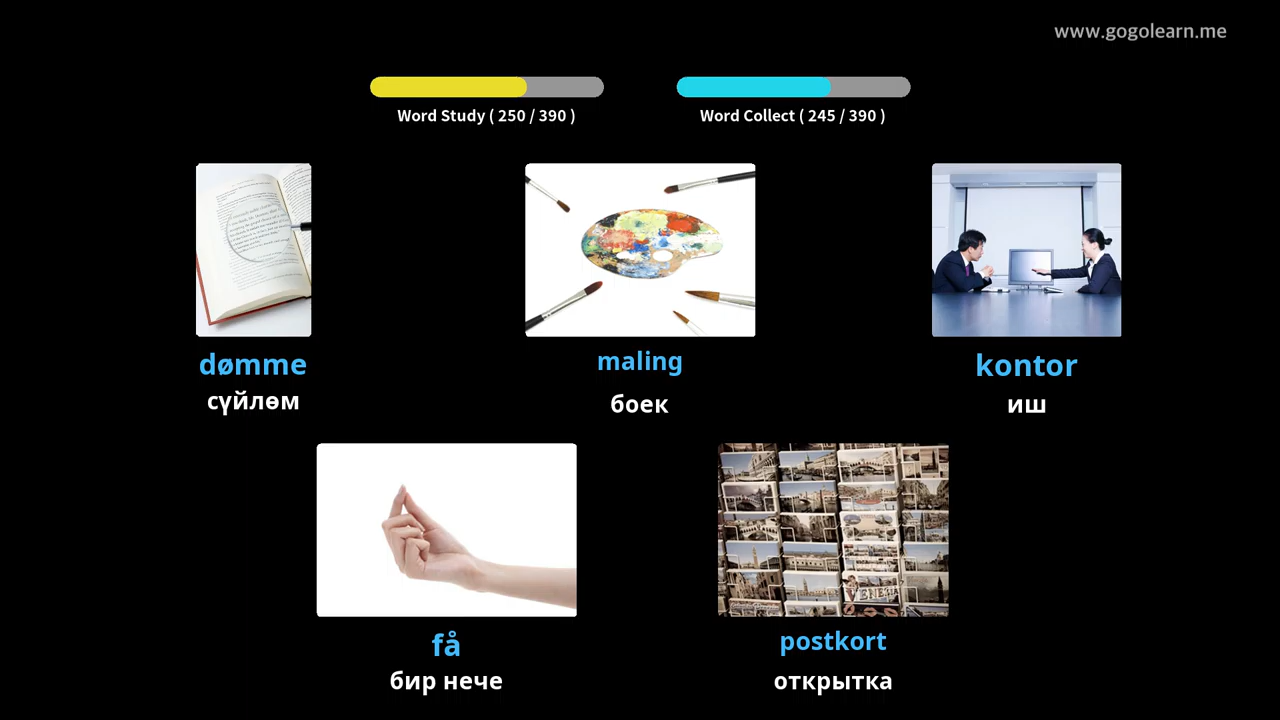 www.gogolearn.me
Word Study ( 250 / 390 )
Word Collect ( 245 / 390 )
dømme
сүйлөм
maling
боек
kontor
иш
få
бир нече
postkort
открытка